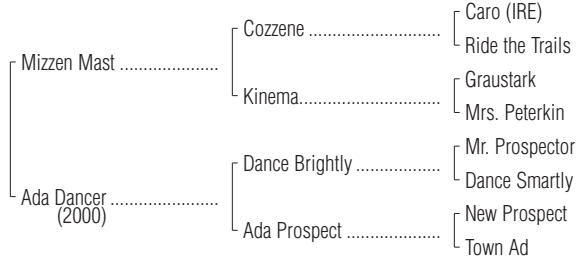 Caro (IRE)
Cozzene ..............................
Ride the Trails
Mizzen Mast ......................
Graustark
Kinema................................
Mrs. Peterkin
Mr. Prospector
Dance Brightly ...................
Dance Smartly
Ada Dancer ........................
(2000)
New Prospect
Ada Prospect .....................
Town Ad